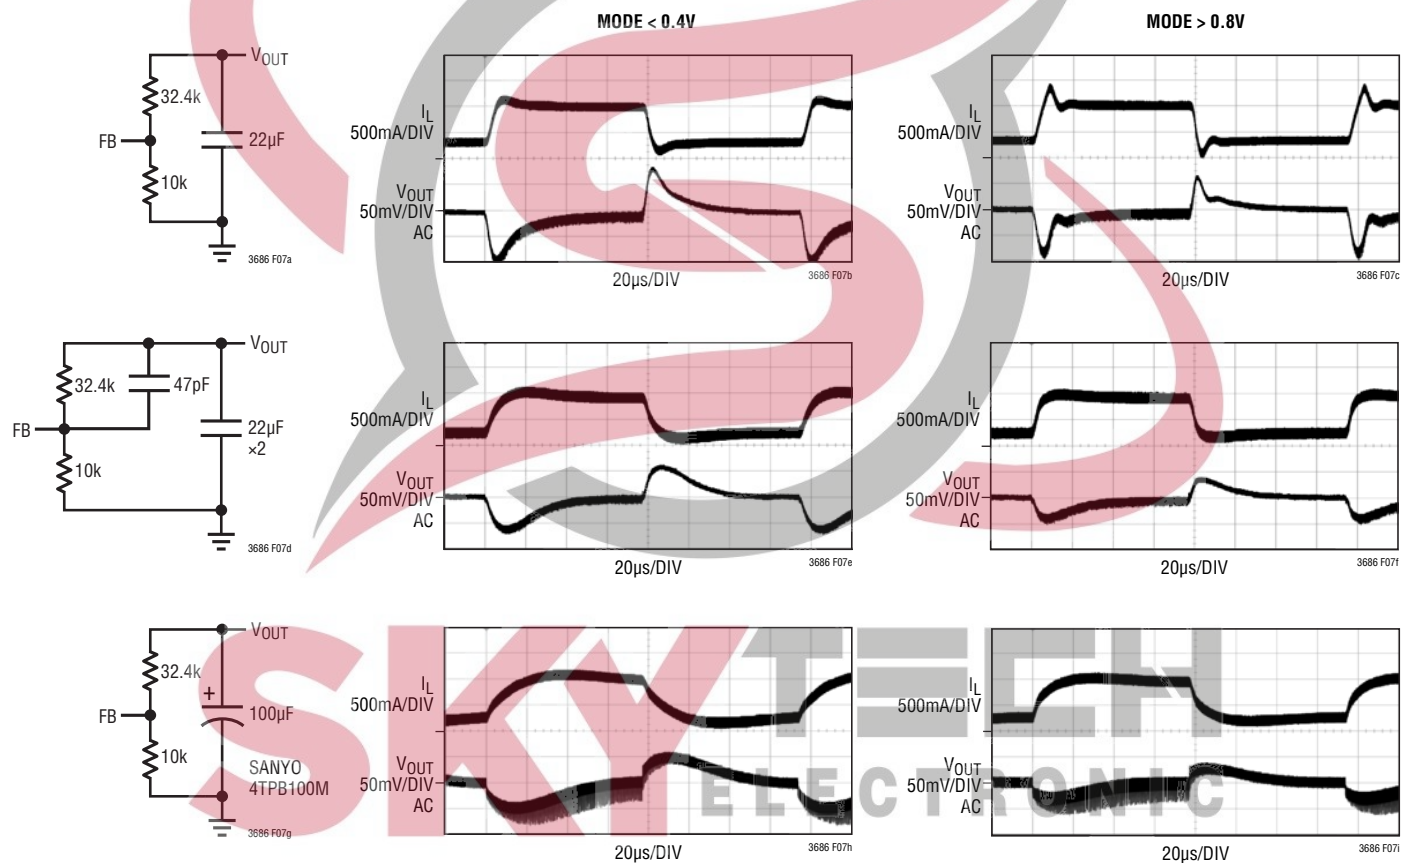 MODE < 0.4V
MODE > 0.8V
VOUT
32.4k
FB
22µF
10k
3686 F07a
IL
500mA/DIV
VOUT
50mV/DIV
AC
20µs/DIV
3686 F07b
IL
500mA/DIV
VOUT
50mV/DIV
AC
20µs/DIV
3686 F07c
VOUT
32.4k
47pF
FB
22µF
×2
10k
3686 F07d
IL
500mA/DIV
VOUT
50mV/DIV
AC
20µs/DIV
3686 F07e
IL
500mA/DIV
VOUT
50mV/DIV
AC
20µs/DIV
3686 F07f
VOUT
32.4k
+
FB
100µF
10k
SANYO
4TPB100M
3686 F07g
IL
500mA/DIV
VOUT
50mV/DIV
AC
20µs/DIV
3686 F07h
IL
500mA/DIV
VOUT
50mV/DIV
AC
20µs/DIV
3686 F07i
SKYTECH
ELECTRONIC